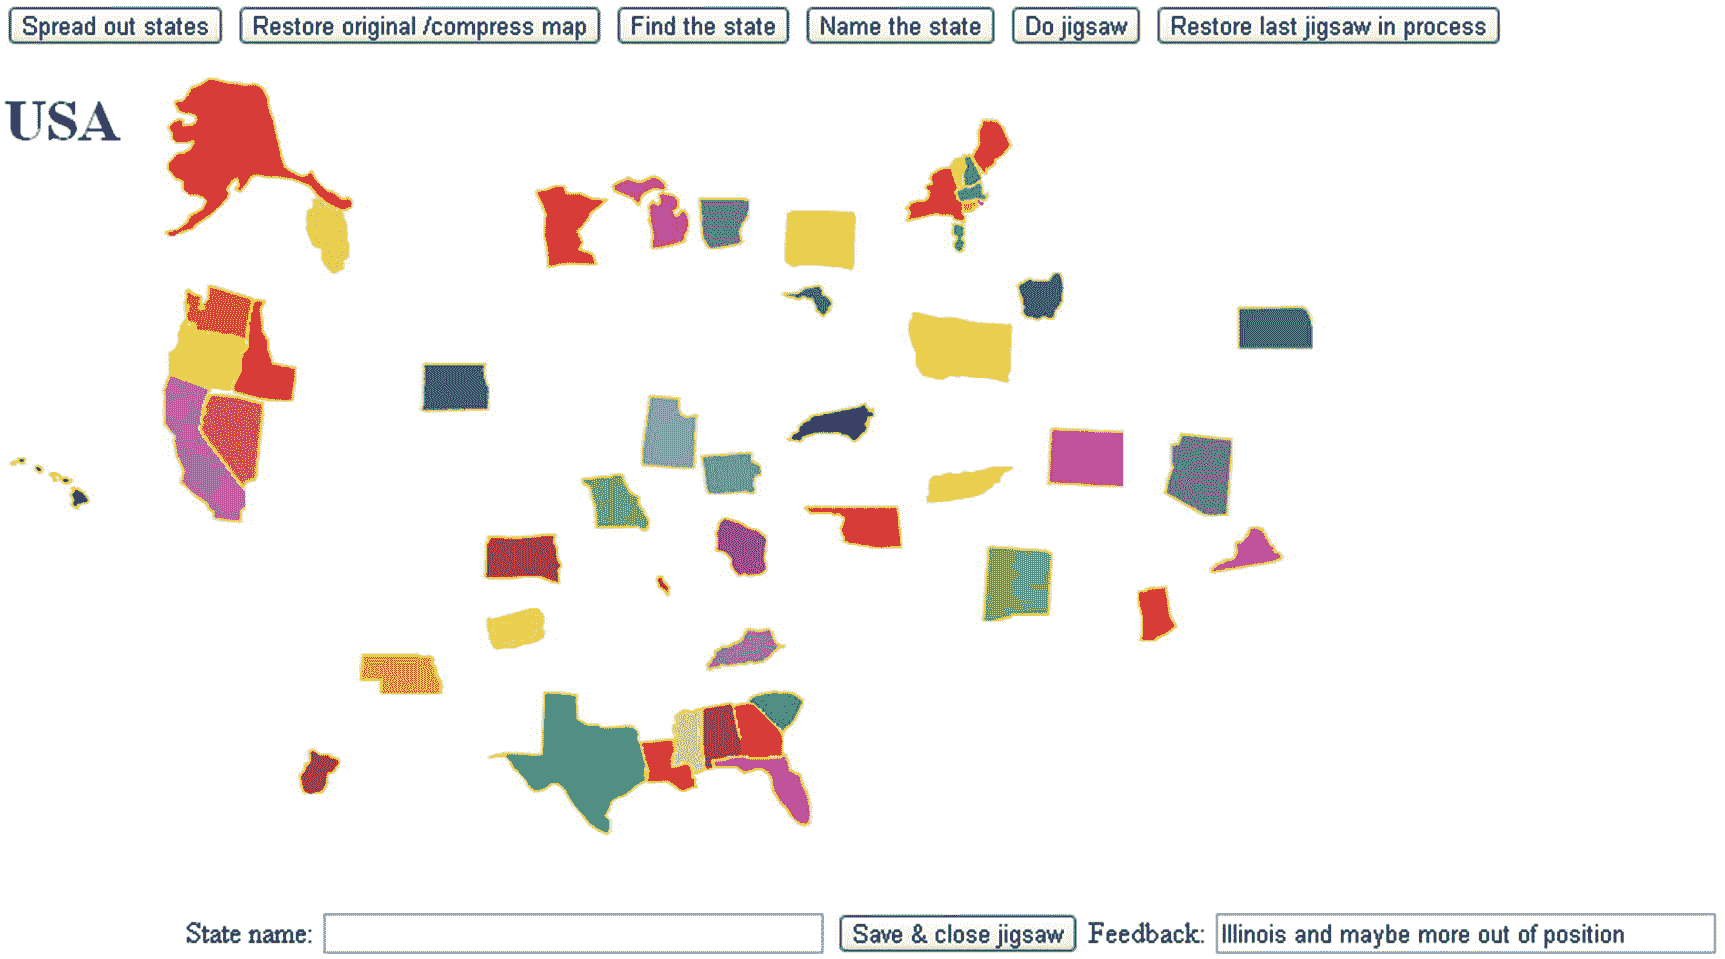 Spread out states Restore original /compress map Find the state Name the state Do jigsaw Restore last jigsaw in process
USA
State name: Save & close jigsaw Feedback: Illinois and maybe more out of position